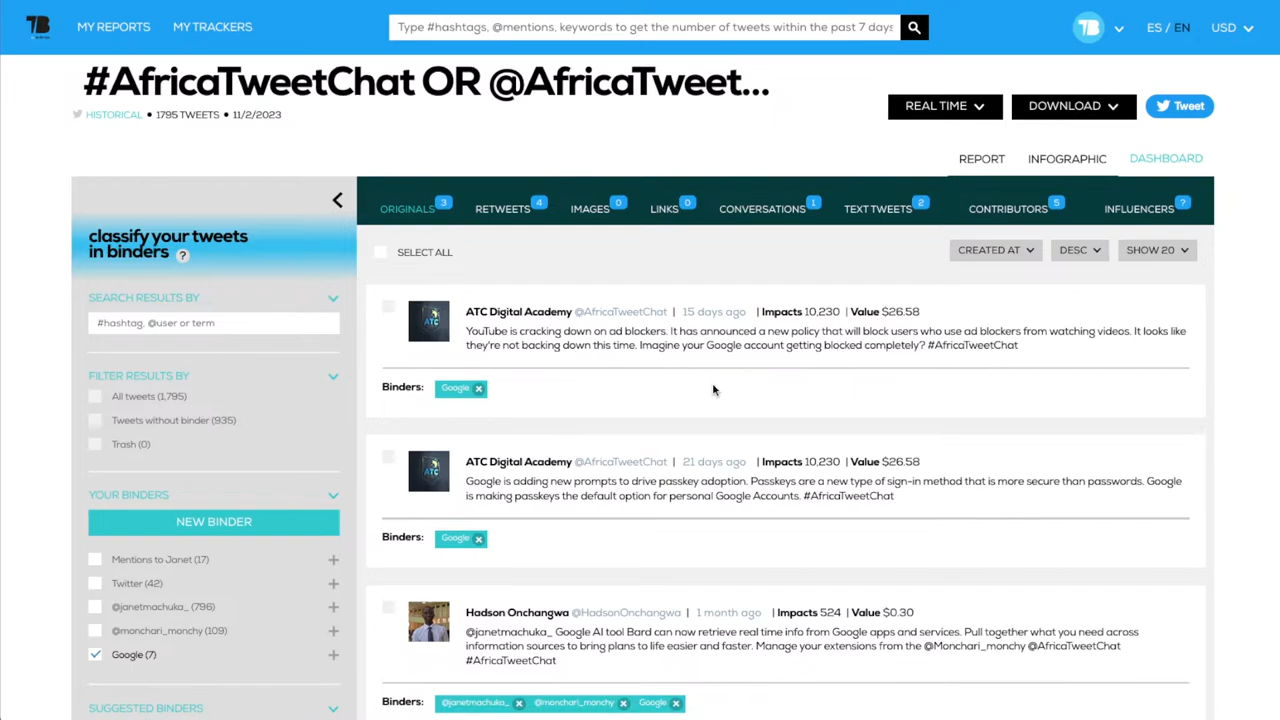 TB MY REPORTS MY TRACKERS Type #hashtags, @mentions, keywords to get the number of tweets within the past 7 days TB ES / EN USD
#AfricaTweetChat OR @AfricaTweet...
HISTORICAL • 1795 TWEETS • 11/2/2023
REAL TIME DOWNLOAD Tweet
REPORT INFOGRAPHIC DASHBOARD
ORIGINALS 3 RETWEETS 4 IMAGES 0 LINKS 0 CONVERSATIONS 1 TEXT TWEETS 2 CONTRIBUTORS 5 INFLUENCERS ?
classify your tweets
in binders ?
SEARCH RESULTS BY
#hashtag, @user or term
FILTER RESULTS BY
All tweets (1,795)
Tweets without binder (935)
Trash (0)
YOUR BINDERS
NEW BINDER
Mentions to Janet (17) +
Twitter (42) +
@janetmachuka_ (796) +
@monchari_monchy (109) +
Google (7) +
SUGGESTED BINDERS
SELECT ALL CREATED AT DESC SHOW 20
ATC
ATC Digital Academy @AfricaTweetChat | 15 days ago | Impacts 10,230 | Value $26.58
YouTube is cracking down on ad blockers. It has announced a new policy that will block users who use ad blockers from watching videos. It looks like
they're not backing down this time. Imagine your Google account getting blocked completely? #AfricaTweetChat
Binders: Google x
ATC
ATC Digital Academy @AfricaTweetChat | 21 days ago | Impacts 10,230 | Value $26.58
Google is adding new prompts to drive passkey adoption. Passkeys are a new type of sign-in method that is more secure than passwords. Google
is making passkeys the default option for personal Google Accounts. #AfricaTweetChat
Binders: Google x
Hadson Onchangwa @HadsonOnchangwa | 1 month ago | Impacts 524 | Value $0.30
@janetmachuka_ Google AI tool Bard can now retrieve real time info from Google apps and services. Pull together what you need across
information sources to bring plans to life easier and faster. Manage your extensions from the @Monchari_monchy @AfricaTweetChat
#AfricaTweetChat
Binders: @janetmachuka_ x @monchari_monchy x Google x